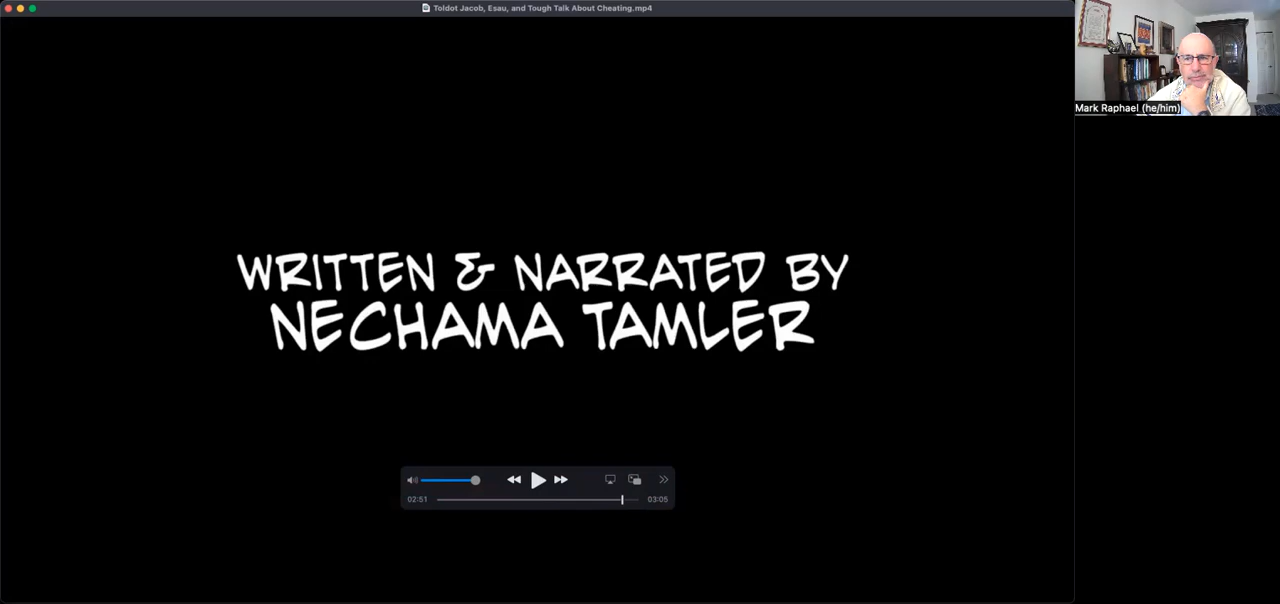 Toldot Jacob, Esau, and Tough Talk About Cheating.mp4
Mark Raphael (he/him)
WRITTEN & NARRATED BY
NECHAMA TAMLER
02:51
03:05